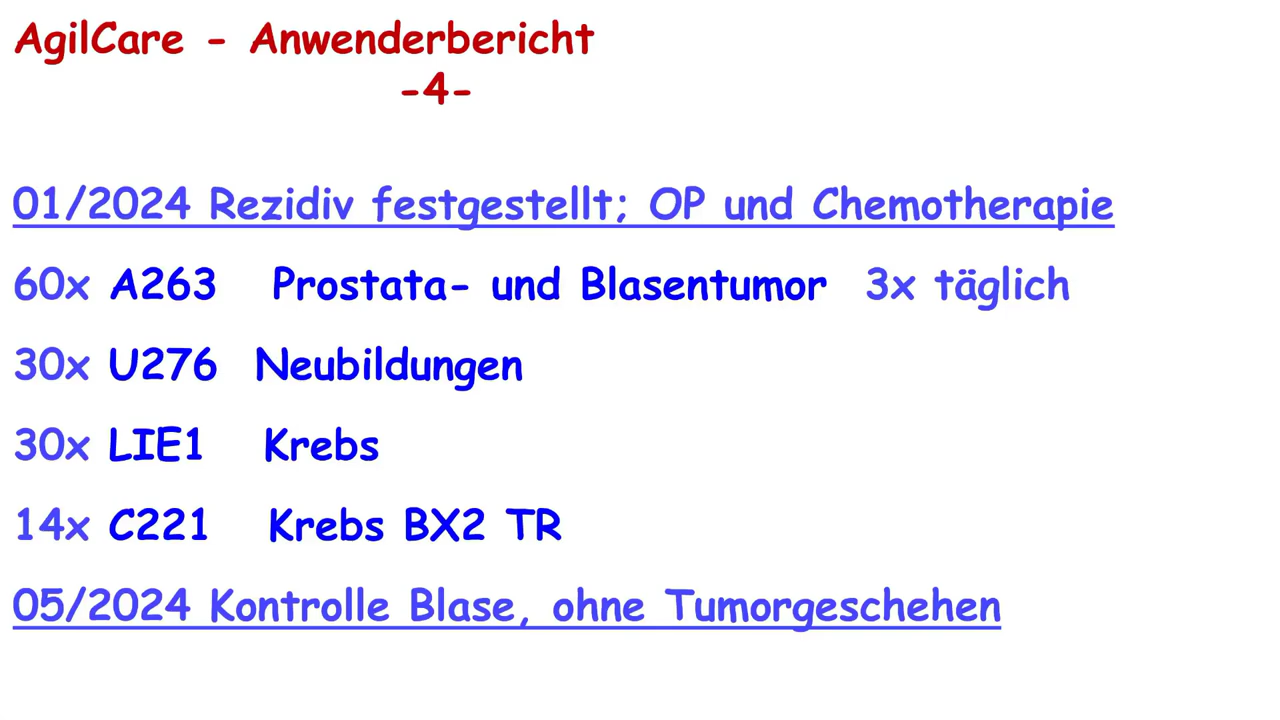 AgilCare - Anwenderbericht
-4-
01/2024 Rezidiv festgestellt; OP und Chemotherapie
60x A263 Prostata- und Blasentumor 3x täglich
30x U276 Neubildungen
30x LIE1 Krebs
14x C221 Krebs BX2 TR
05/2024 Kontrolle Blase, ohne Tumorgeschehen